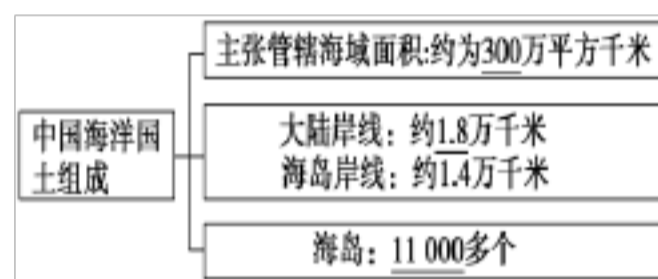 主张管辖海域面积:约为300万平方千米
中国海洋国
土组成
大陆岸线：约1.8万千米
海岛岸线：约1.4万千米
海岛：11 000多个